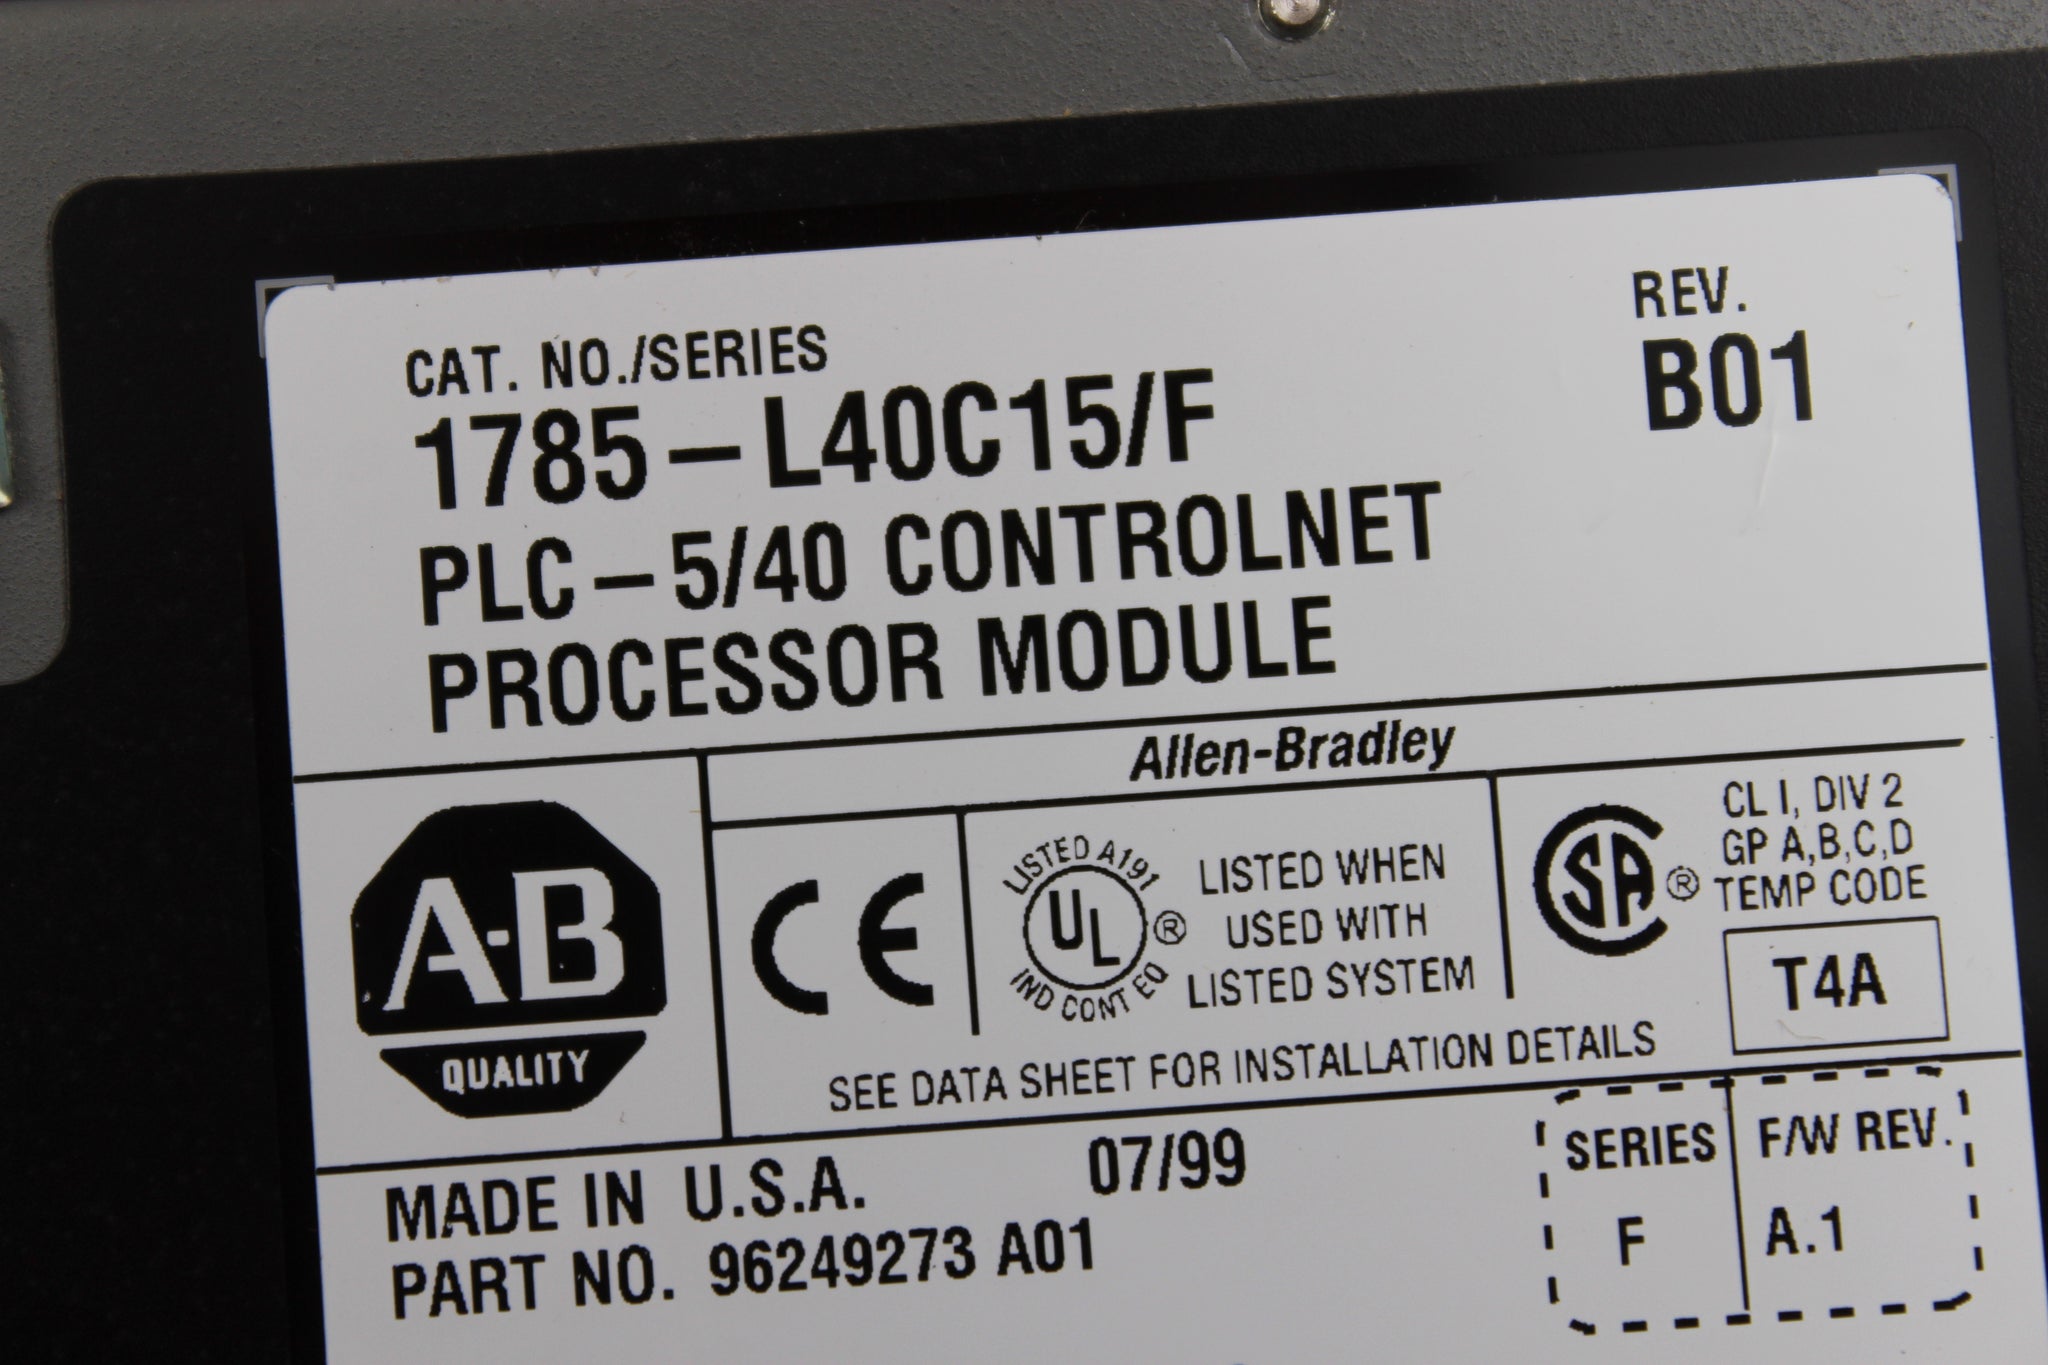 CAT. NO./SERIES
REV.
1785-L40C15/F
B01
PLC-5/40 CONTROLNET
PROCESSOR MODULE
Allen-Bradley
A-B
QUALITY
CE
LISTED A191
UL ®
IND CONT EQ
LISTED WHEN
USED WITH
LISTED SYSTEM
SA ®
CL I, DIV 2
GP A,B,C,D
TEMP CODE
T4A
SEE DATA SHEET FOR INSTALLATION DETAILS
MADE IN U.S.A. 07/99
PART NO. 96249273 A01
SERIES
F
F/W REV.
A.1